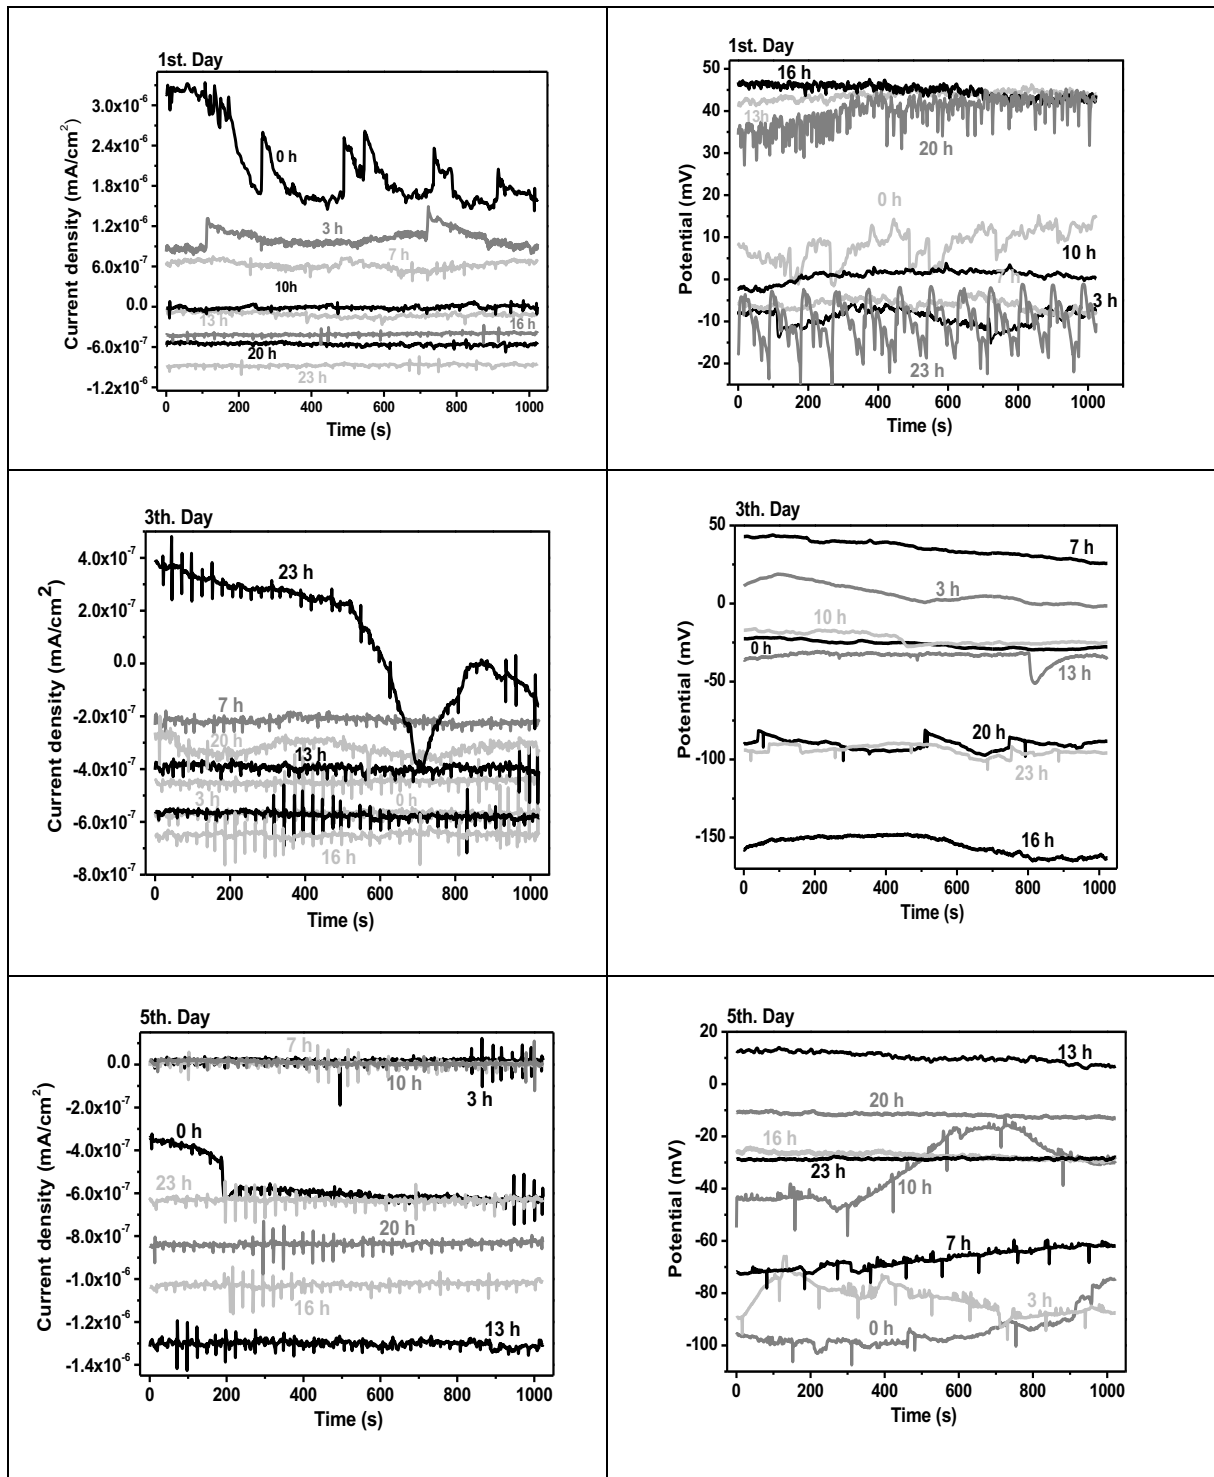 1st. Day
Current density (mA/cm²)
3.0x10⁻⁶
2.4x10⁻⁶
1.8x10⁻⁶
1.2x10⁻⁶
6.0x10⁻⁷
0.0
-6.0x10⁻⁷
-1.2x10⁻⁶
0 h
3 h
7 h
10h
13 h
16 h
20 h
23 h
0 200 400 600 800 1000
Time (s)
1st. Day
Potential (mV)
50
40
30
20
10
0
-10
-20
16 h
13h
20 h
0 h
10 h
7 h
3 h
23 h
0 200 400 600 800 1000
Time (s)
3th. Day
Current density (mA/cm²)
4.0x10⁻⁷
2.0x10⁻⁷
0.0
-2.0x10⁻⁷
-4.0x10⁻⁷
-6.0x10⁻⁷
-8.0x10⁻⁷
23 h
7 h
20 h
13 h
3 h
0 h
16 h
0 200 400 600 800 1000
Time (s)
3th. Day
Potential (mV)
50
0
-50
-100
-150
7 h
3 h
10 h
0 h
13 h
20 h
23 h
16 h
0 200 400 600 800 1000
Time (s)
5th. Day
Current density (mA/cm²)
0.0
-2.0x10⁻⁷
-4.0x10⁻⁷
-6.0x10⁻⁷
-8.0x10⁻⁷
-1.0x10⁻⁶
-1.2x10⁻⁶
-1.4x10⁻⁶
7 h
10 h
3 h
0 h
23 h
20 h
16 h
13 h
0 200 400 600 800 1000
Time (s)
5th. Day
Potential (mV)
20
0
-20
-40
-60
-80
-100
13 h
20 h
16 h
23 h
10 h
7 h
3 h
0 h
0 200 400 600 800 1000
Time (s)